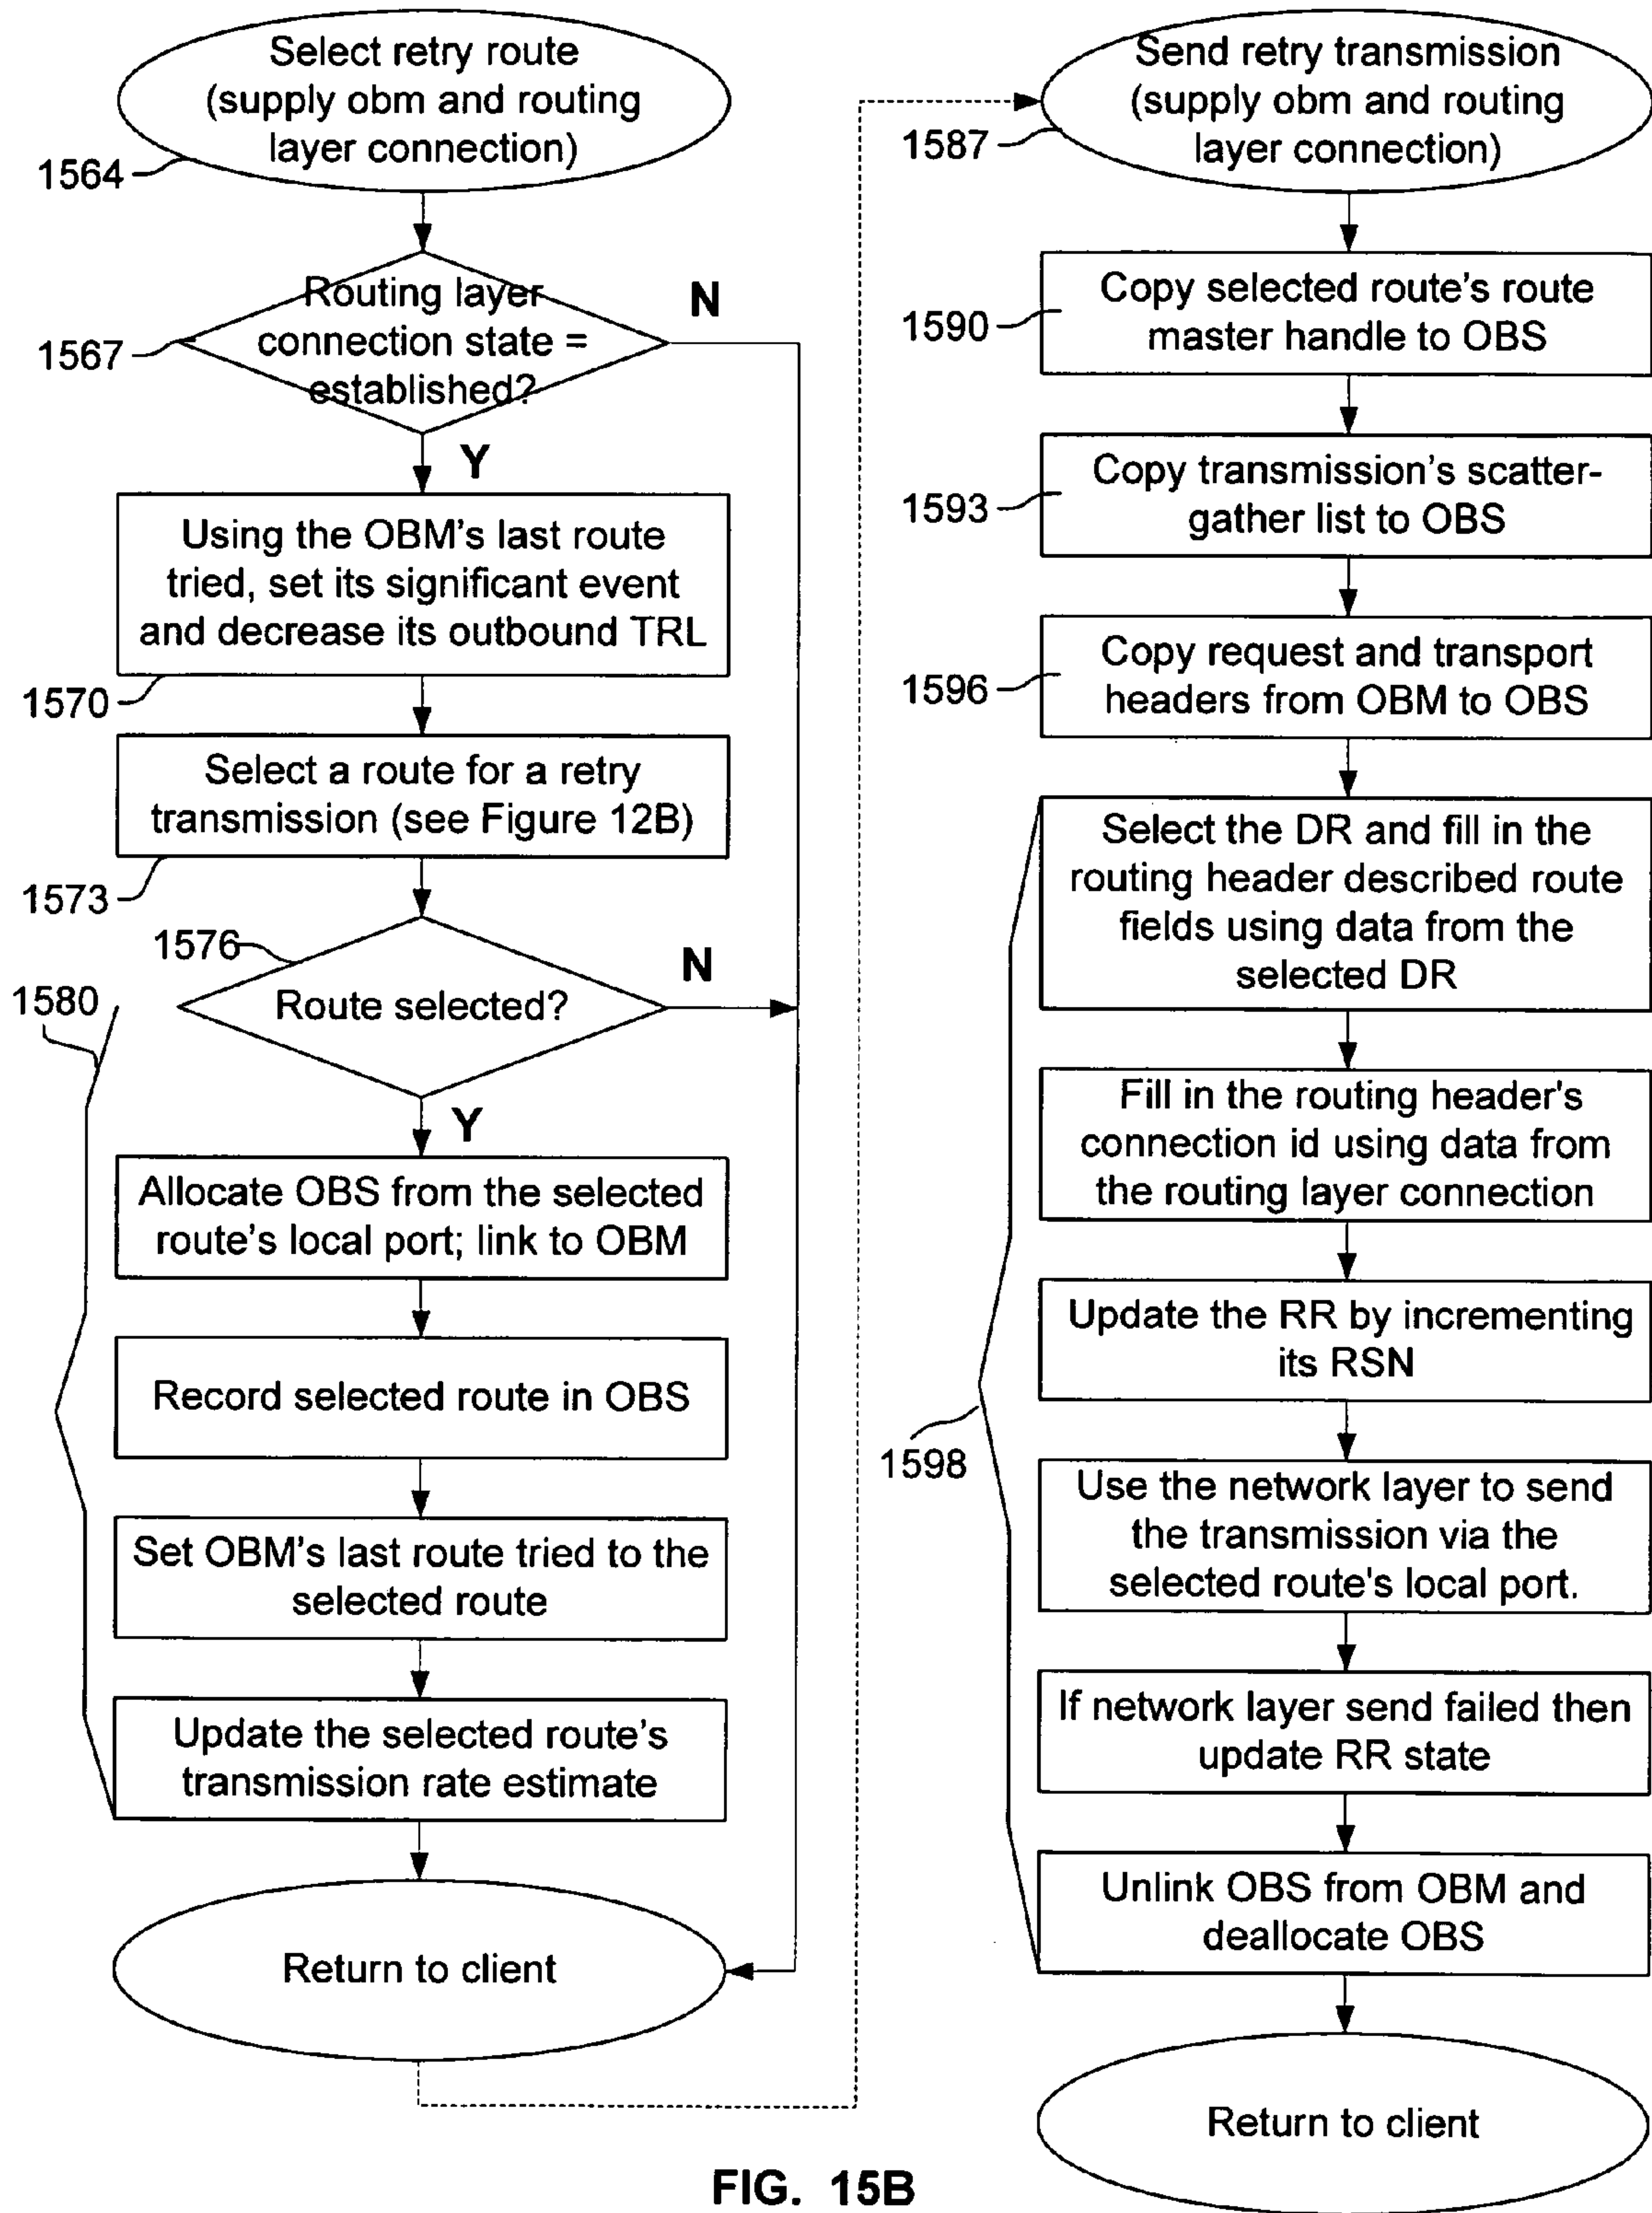 Select retry route
(supply obm and routing
layer connection)
1564
Routing layer
connection state =
established?
1567
N
Y
Using the OBM's last route
tried, set its significant event
and decrease its outbound TRL
1570
Select a route for a retry
transmission (see Figure 12B)
1573
1576
Route selected?
N
1580
Y
Allocate OBS from the selected
route's local port; link to OBM
Record selected route in OBS
Set OBM's last route tried to the
selected route
Update the selected route's
transmission rate estimate
Return to client
Send retry transmission
(supply obm and routing
layer connection)
1587
Copy selected route's route
master handle to OBS
1590
Copy transmission's scatter-
gather list to OBS
1593
Copy request and transport
headers from OBM to OBS
1596
Select the DR and fill in the
routing header described route
fields using data from the
selected DR
Fill in the routing header's
connection id using data from
the routing layer connection
Update the RR by incrementing
its RSN
1598
Use the network layer to send
the transmission via the
selected route's local port.
If network layer send failed then
update RR state
Unlink OBS from OBM and
deallocate OBS
Return to client
FIG. 15B